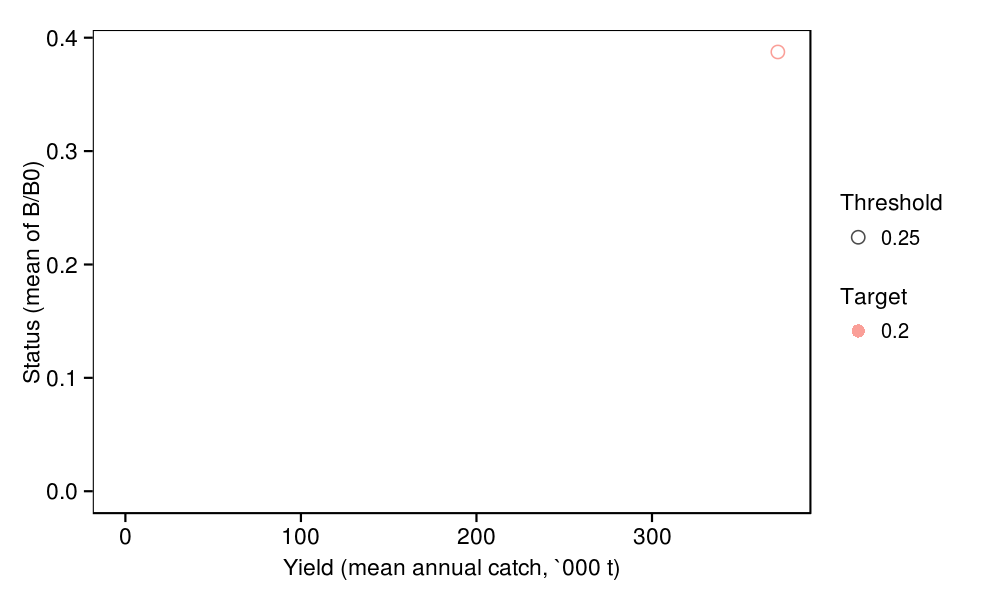 0.4
0.3
0.2
0.1
0.0
Status (mean of B/B0)
0
100
200
300
Yield (mean annual catch, `000 t)
Threshold
0.25
Target
0.2